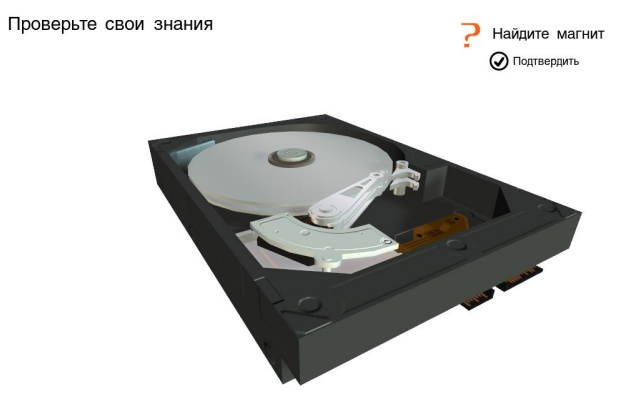 Проверьте свои знания
? Найдите магнит
Подтвердить